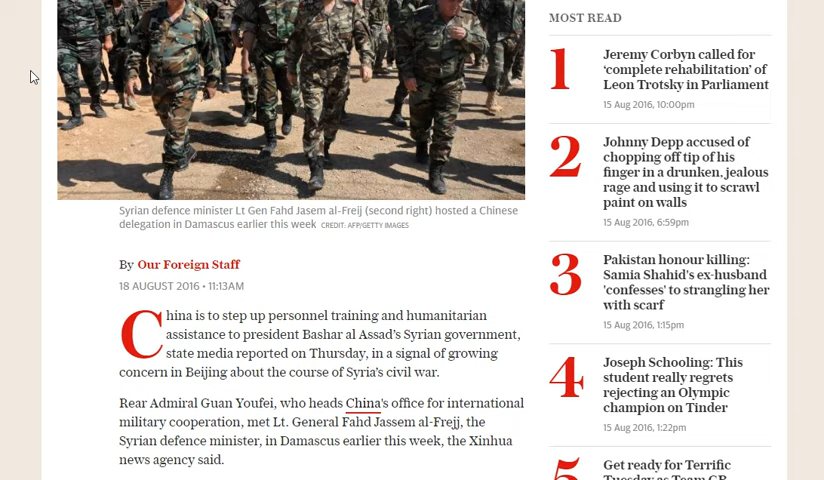 Syrian defence minister Lt Gen Fahd Jasem al-Freij (second right) hosted a Chinese
delegation in Damascus earlier this week CREDIT: AFP/GETTY IMAGES
By Our Foreign Staff
18 AUGUST 2016 • 11:13AM
China is to step up personnel training and humanitarian
assistance to president Bashar al Assad’s Syrian government,
state media reported on Thursday, in a signal of growing
concern in Beijing about the course of Syria’s civil war.
Rear Admiral Guan Youfei, who heads China's office for international
military cooperation, met Lt. General Fahd Jassem al-Frejj, the
Syrian defence minister, in Damascus earlier this week, the Xinhua
news agency said.
MOST READ
1
Jeremy Corbyn called for
‘complete rehabilitation’ of
Leon Trotsky in Parliament
15 Aug 2016, 10:00pm
2
Johnny Depp accused of
chopping off tip of his
finger in a drunken, jealous
rage and using it to scrawl
paint on walls
15 Aug 2016, 6:59pm
3
Pakistan honour killing:
Samia Shahid's ex-husband
'confesses' to strangling her
with scarf
15 Aug 2016, 1:15pm
4
Joseph Schooling: This
student really regrets
rejecting an Olympic
champion on Tinder
15 Aug 2016, 1:22pm
5
Get ready for Terrific
Tuesday as Team GB